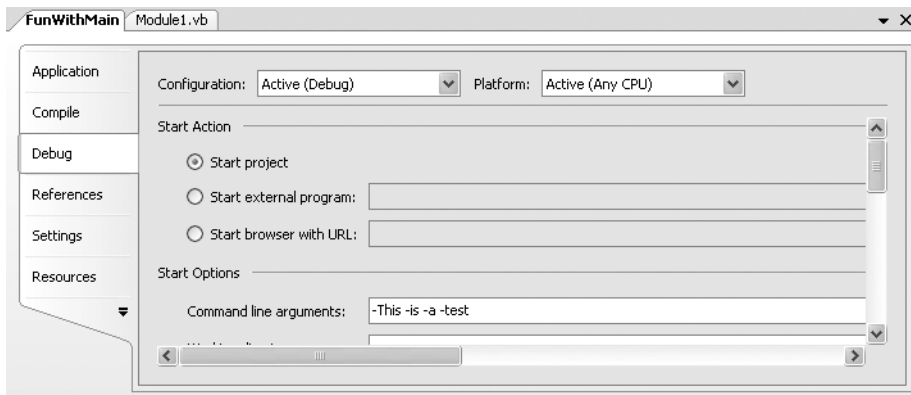 FunWithMain Module1.vb
Application
Compile
Debug
References
Settings
Resources
Configuration: Active (Debug) Platform: Active (Any CPU)
Start Action
Start project
Start external program:
Start browser with URL:
Start Options
Command line arguments: -This -is -a -test